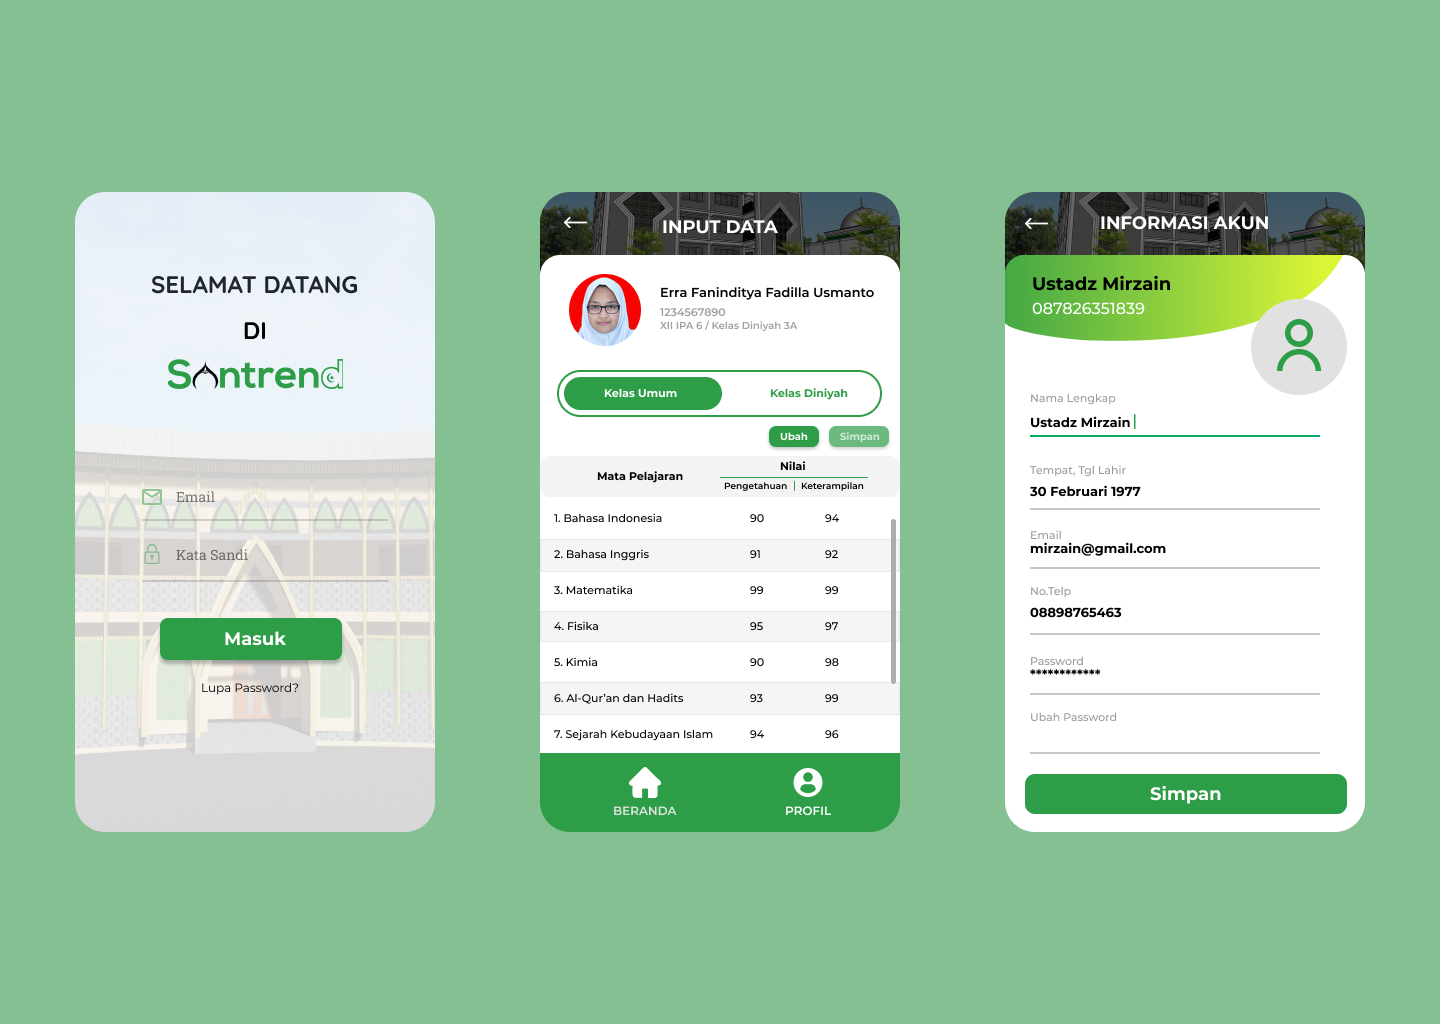 SELAMAT DATANG
DI
Santrend
Email
Kata Sandi
Masuk
Lupa Password?
INPUT DATA
Erra Faninditya Fadilla Usmanto
1234567890
XII IPA 6 / Kelas Diniyah 3A
Kelas Umum Kelas Diniyah
Ubah Simpan
Mata Pelajaran Nilai
Pengetahuan | Keterampilan
1. Bahasa Indonesia 90 94
2. Bahasa Inggris 91 92
3. Matematika 99 99
4. Fisika 95 97
5. Kimia 90 98
6. Al-Qur'an dan Hadits 93 99
7. Sejarah Kebudayaan Islam 94 96
BERANDA PROFIL
INFORMASI AKUN
Ustadz Mirzain
087826351839
Nama Lengkap
Ustadz Mirzain
Tempat, Tgl Lahir
30 Februari 1977
Email
mirzain@gmail.com
No.Telp
08898765463
Password
************
Ubah Password
Simpan